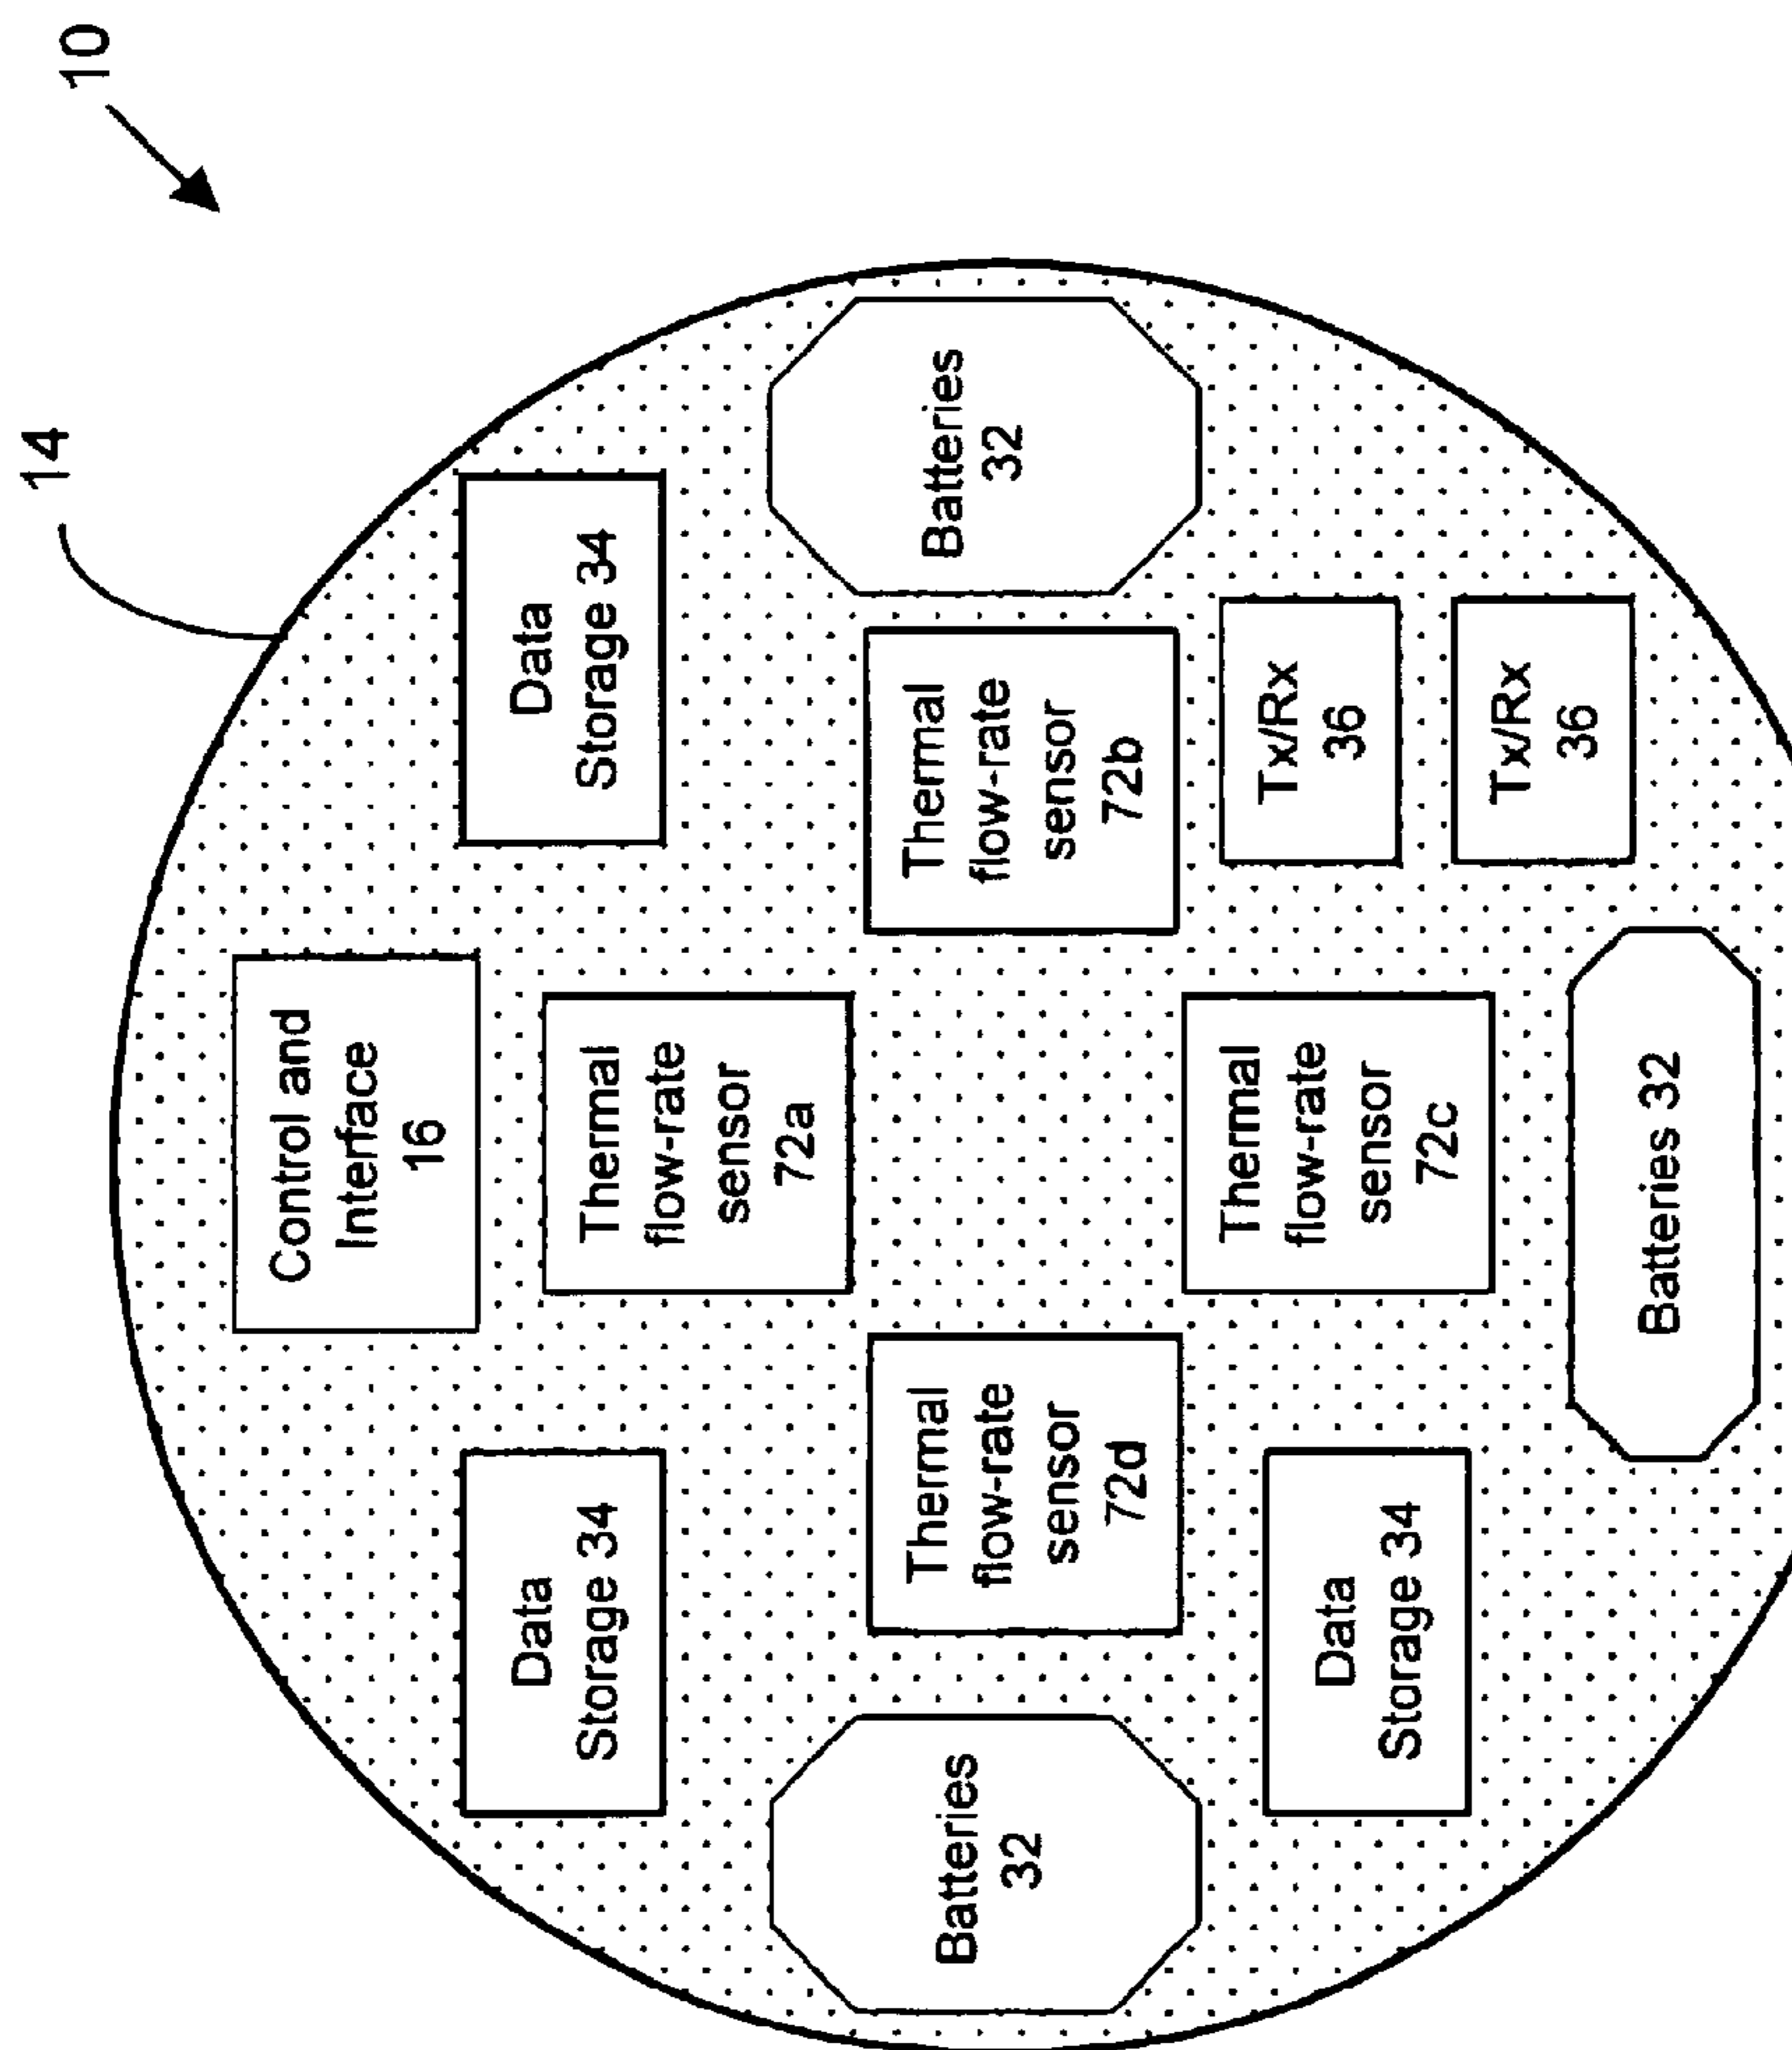 10
14
Control and
Interface
16
Data
Storage 34
Thermal
flow-rate
sensor
72a
Data
Storage 34
Batteries
32
Thermal
flow-rate
sensor
72d
Thermal
flow-rate
sensor
72b
Batteries
32
Data
Storage 34
Thermal
flow-rate
sensor
72c
Tx/Rx
36
Tx/Rx
36
Batteries 32